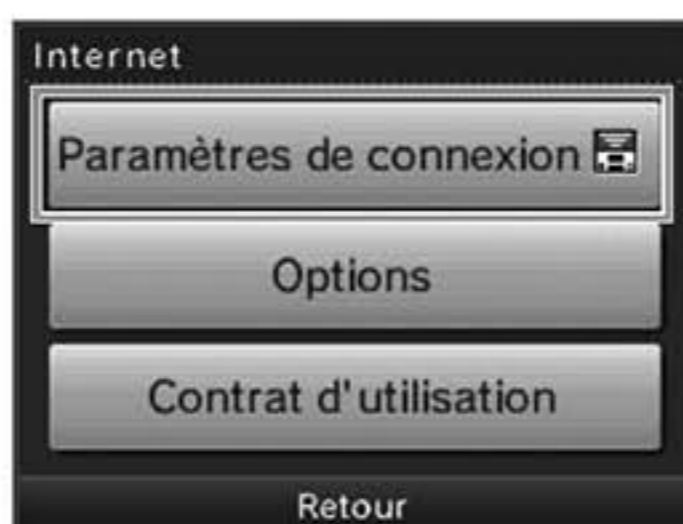 Internet
Paramètres de connexion
Options
Contrat d'utilisation
Retour